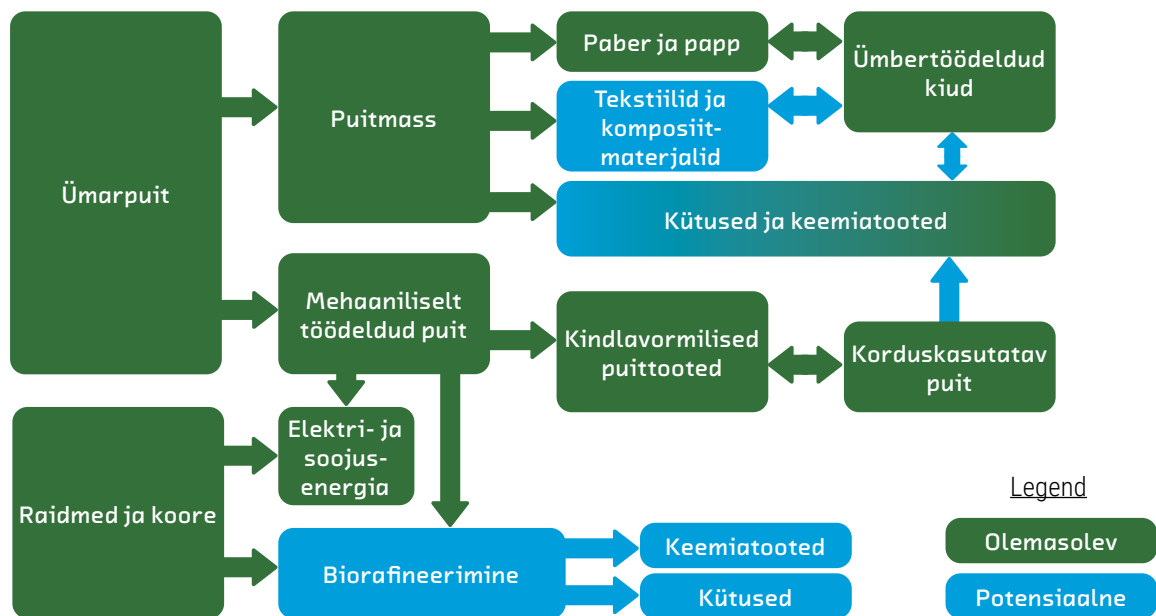 Ümarpuit
Puitmass
Paber ja papp
Tekstiilid ja
komposiit-
materjalid
Ümbertöödeldud
kiud
Kütused ja keemiatooted
Mehaaniliselt
töödeldud puit
Kindlavormilised
puittooted
Korduskasutatav
puit
Raidmed ja koore
Elektri- ja
soojus-
energia
Biorafineerimine
Keemiatooted
Kütused
Legend
Olemasolev
Potensiaalne